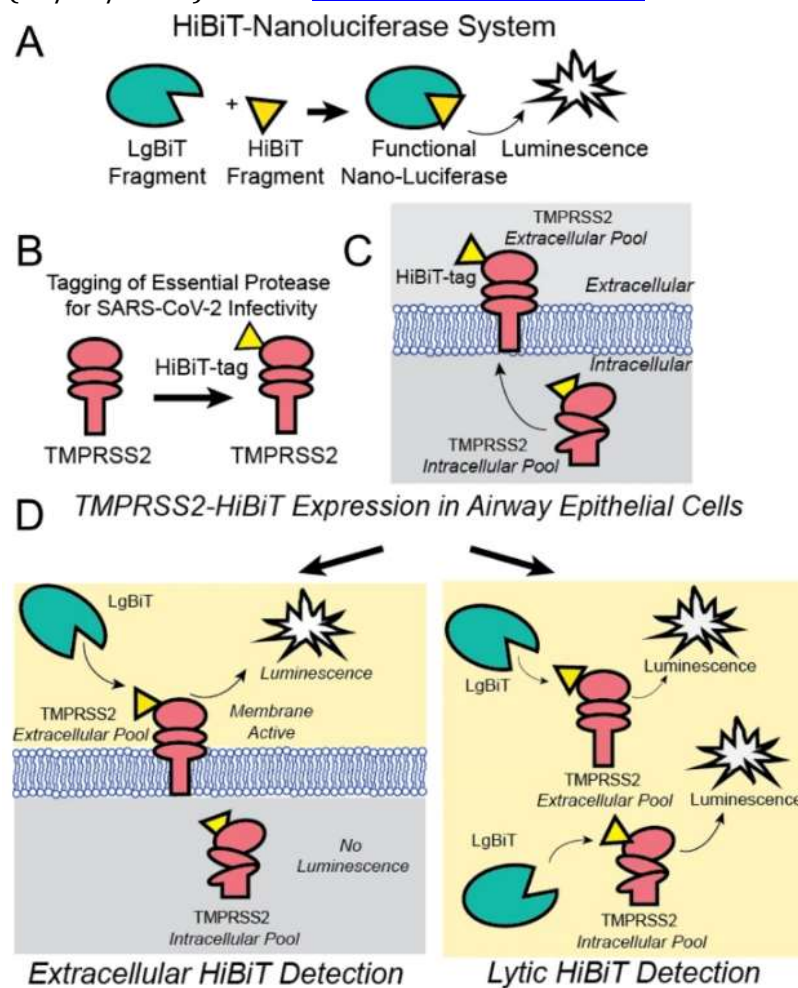 A
HiBiT-Nanoluciferase System
+
LgBiT
Fragment
HiBiT
Fragment
Functional
Nano-Luciferase
Luminescence
B
Tagging of Essential Protease
for SARS-CoV-2 Infectivity
HiBiT-tag
TMPRSS2
TMPRSS2
C
TMPRSS2
Extracellular Pool
HiBiT-tag
Extracellular
Intracellular
TMPRSS2
Intracellular Pool
D
TMPRSS2-HiBiT Expression in Airway Epithelial Cells
LgBiT
Luminescence
TMPRSS2
Extracellular Pool
Membrane
Active
No
Luminescence
TMPRSS2
Intracellular Pool
Extracellular HiBiT Detection
LgBiT
Luminescence
TMPRSS2
Extracellular Pool
Luminescence
LgBiT
TMPRSS2
Intracellular Pool
Lytic HiBiT Detection